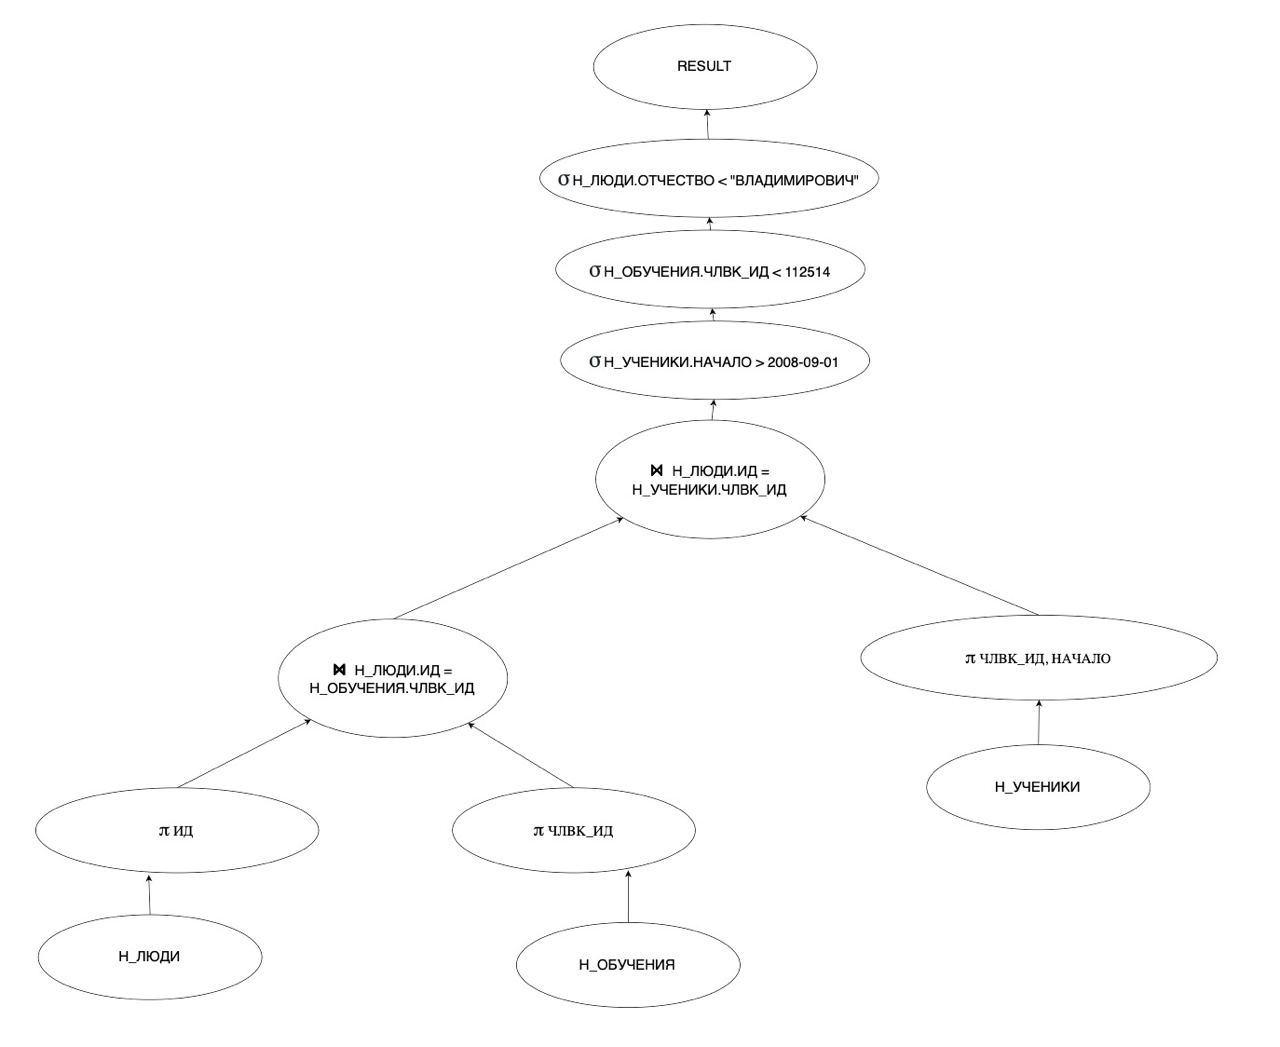 RESULT
σ Н_ЛЮДИ.ОТЧЕСТВО < "ВЛАДИМИРОВИЧ"
σ Н_ОБУЧЕНИЯ.ЧЛВК_ИД < 112514
σ Н_УЧЕНИКИ.НАЧАЛО > 2008-09-01
⋈ Н_ЛЮДИ.ИД =
Н_УЧЕНИКИ.ЧЛВК_ИД
⋈ Н_ЛЮДИ.ИД =
Н_ОБУЧЕНИЯ.ЧЛВК_ИД
π ЧЛВК_ИД, НАЧАЛО
Н_УЧЕНИКИ
π ИД
π ЧЛВК_ИД
Н_ЛЮДИ
Н_ОБУЧЕНИЯ